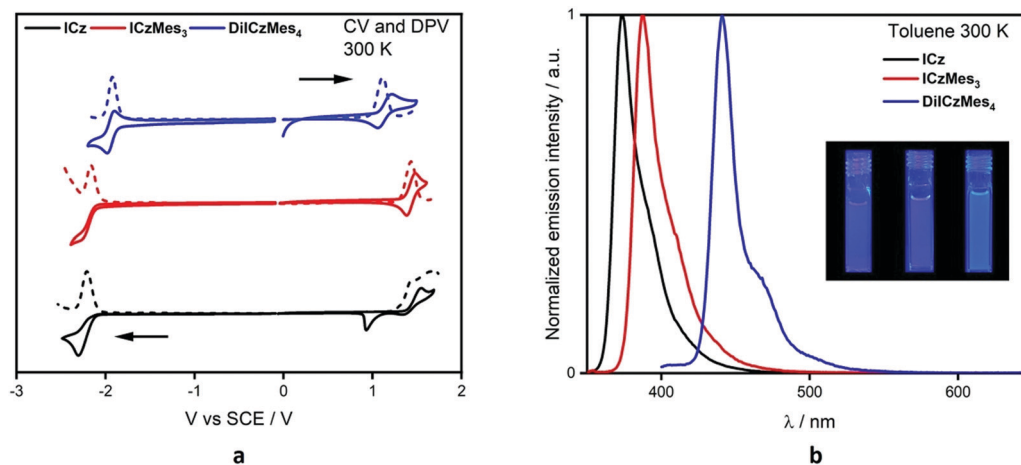 ICz ICzMes3 DiICzMes4
CV and DPV
300 K
-3 -2 -1 0 1 2
V vs SCE / V
a
Normalized emission intensity / a.u.
1
0
Toluene 300 K
ICz
ICzMes3
DiICzMes4
400 500 600
λ / nm
b